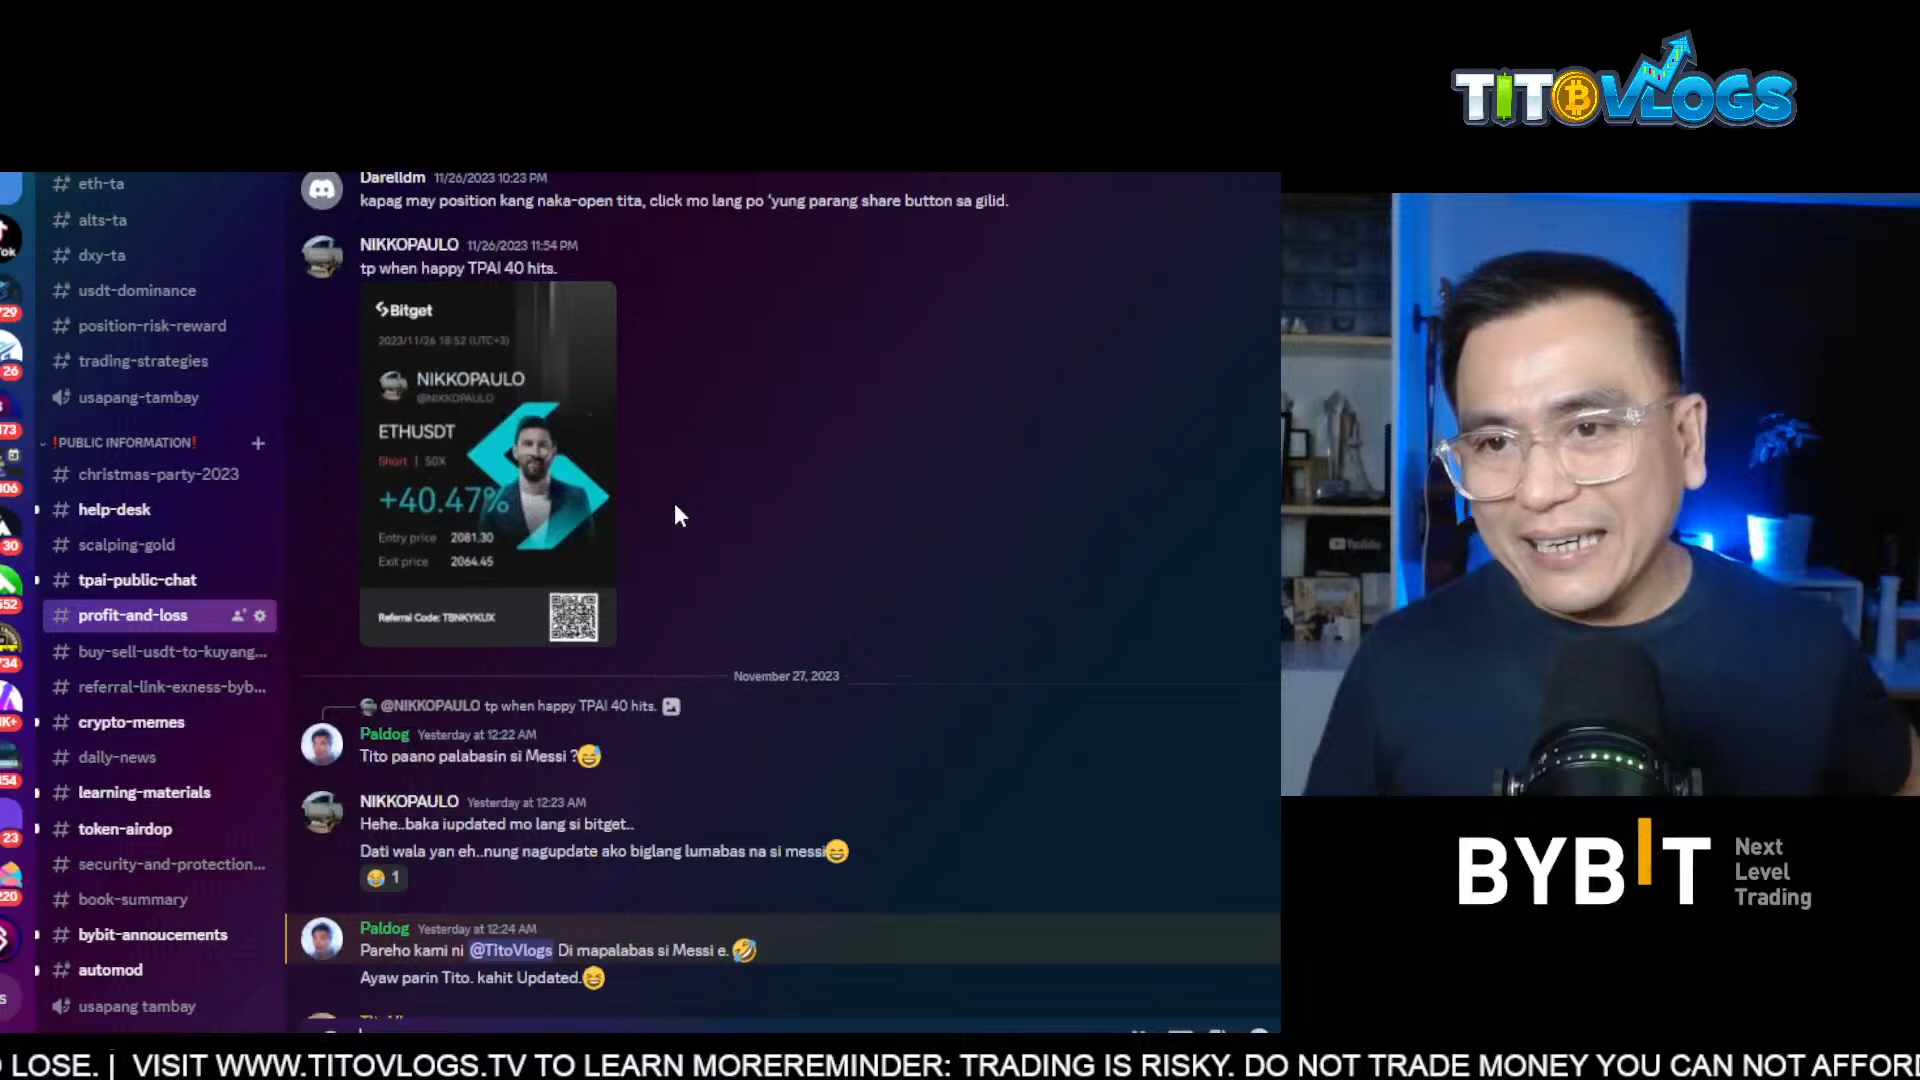 TITOVLOGS
eth-ta
alts-ta
dxy-ta
usdt-dominance
position-risk-reward
trading-strategies
usapang-tambay
!PUBLIC INFORMATION!
christmas-party-2023
help-desk
scalping-gold
tpai-public-chat
profit-and-loss
buy-sell-usdt-to-kuyang...
referral-link-exness-byb...
crypto-memes
daily-news
learning-materials
token-airdop
security-and-protection...
book-summary
bybit-annoucements
automod
usapang tambay
Darelldm 11/26/2023 10:23 PM
kapag may position kang naka-open tita, click mo lang po 'yung parang share button sa gilid.
NIKKOPAULO 11/26/2023 11:54 PM
tp when happy TPAI 40 hits.
Bitget
2023/11/26 18:52 (UTC+3)
NIKKOPAULO
@NIKKOPAULO
ETHUSDT
Short | 50X
+40.47%
Entry price 2081.30
Exit price 2064.45
Referral Code: TBNKYKUX
November 27, 2023
@NIKKOPAULO tp when happy TPAI 40 hits.
Paldog Yesterday at 12:22 AM
Tito paano palabasin si Messi ?😅
NIKKOPAULO Yesterday at 12:23 AM
Hehe..baka iupdated mo lang si bitget..
Dati wala yan eh..nung nagupdate ako biglang lumabas na si messi😄
😂 1
Paldog Yesterday at 12:24 AM
Pareho kami ni @TitoVlogs Di mapalabas si Messi e. 🤣
Ayaw parin Tito. kahit Updated.😆
YouTube
BYBIT Next
Level
Trading
LOSE. | VISIT WWW.TITOVLOGS.TV TO LEARN MOREREMINDER: TRADING IS RISKY. DO NOT TRADE MONEY YOU CAN NOT AFFORD